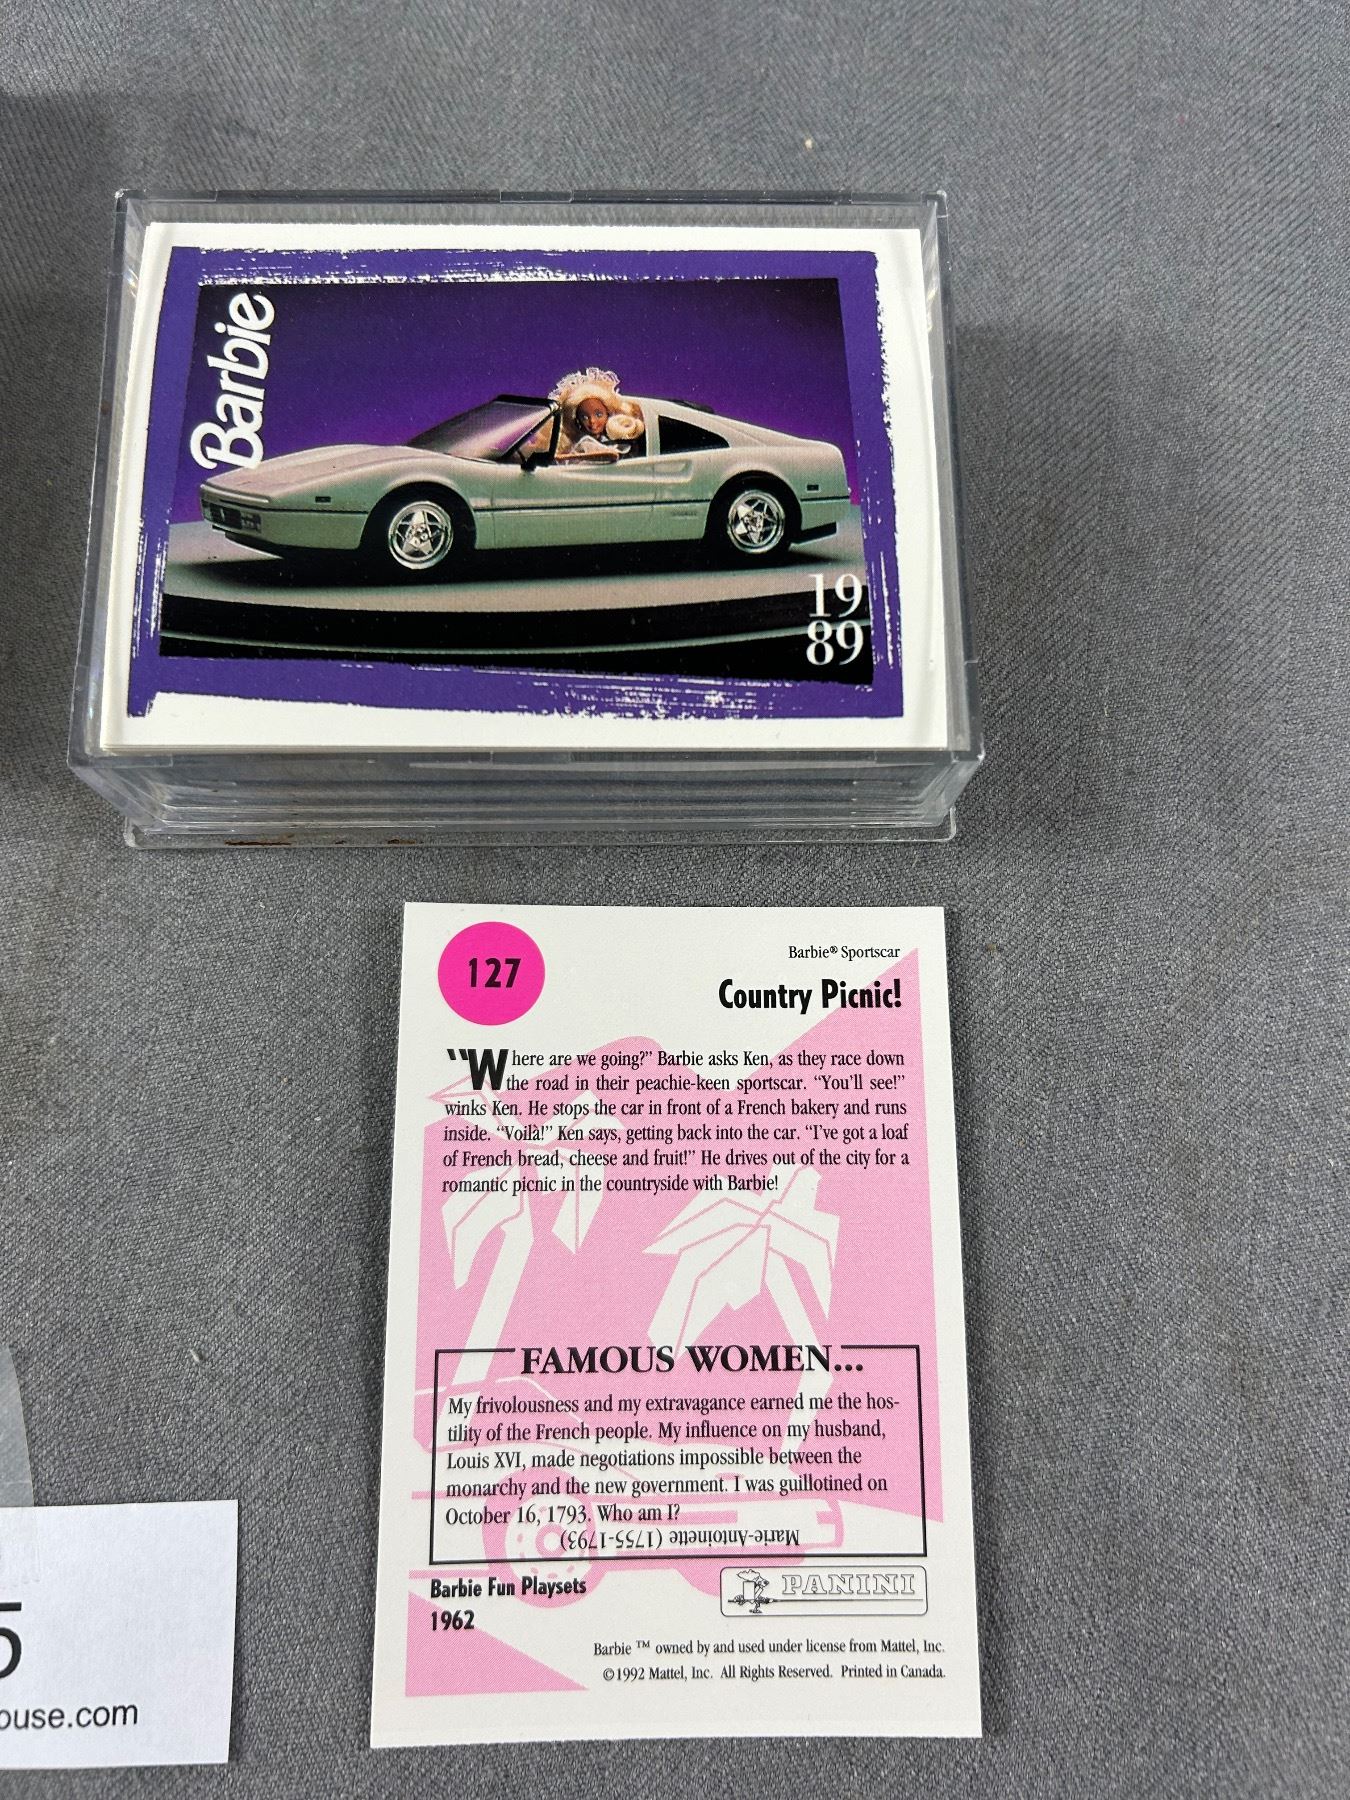 Barbie
19
89
127
Barbie® Sportscar
Country Picnic!
“Where are we going?” Barbie asks Ken, as they race down
the road in their peachie-keen sportscar. “You’ll see!”
winks Ken. He stops the car in front of a French bakery and runs
inside. “Voilà!” Ken says, getting back into the car. “I’ve got a loaf
of French bread, cheese and fruit!” He drives out of the city for a
romantic picnic in the countryside with Barbie!
FAMOUS WOMEN...
My frivolousness and my extravagance earned me the hos-
tility of the French people. My influence on my husband,
Louis XVI, made negotiations impossible between the
monarchy and the new government. I was guillotined on
October 16, 1793. Who am I?
Marie-Antoinette (1755-1793)
Barbie Fun Playsets
1962
PANINI
Barbie ™ owned by and used under license from Mattel, Inc.
©1992 Mattel, Inc. All Rights Reserved. Printed in Canada.
5
ouse.com